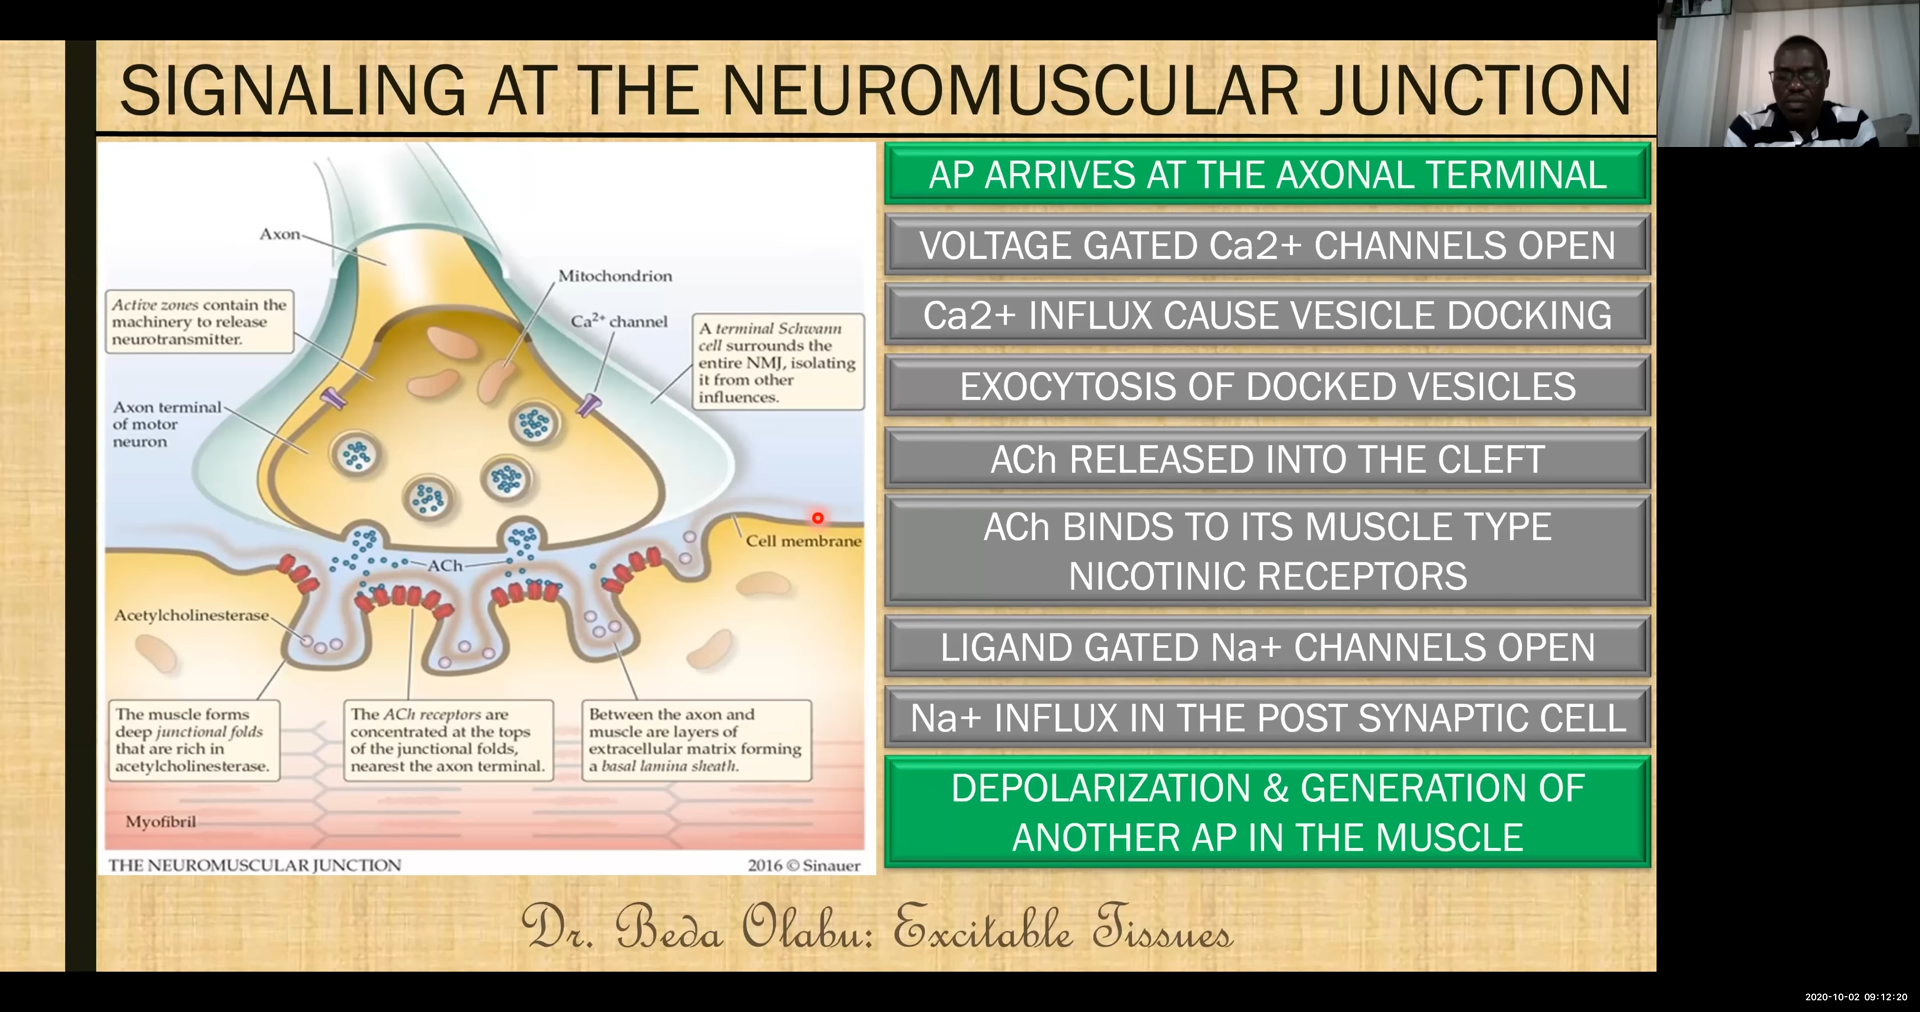 SIGNALING AT THE NEUROMUSCULAR JUNCTION
Axon
Mitochondrion
Ca²⁺ channel
Active zones contain the
machinery to release
neurotransmitter.
A terminal Schwann
cell surrounds the
entire NMJ, isolating
it from other
influences.
Axon terminal
of motor
neuron
Cell membrane
ACh
Acetylcholinesterase
The muscle forms
deep junctional folds
that are rich in
acetylcholinesterase.
The ACh receptors are
concentrated at the tops
of the junctional folds,
nearest the axon terminal.
Between the axon and
muscle are layers of
extracellular matrix forming
a basal lamina sheath.
Myofibril
THE NEUROMUSCULAR JUNCTION
2016 © Sinauer
AP ARRIVES AT THE AXONAL TERMINAL
VOLTAGE GATED Ca2+ CHANNELS OPEN
Ca2+ INFLUX CAUSE VESICLE DOCKING
EXOCYTOSIS OF DOCKED VESICLES
ACh RELEASED INTO THE CLEFT
ACh BINDS TO ITS MUSCLE TYPE
NICOTINIC RECEPTORS
LIGAND GATED Na+ CHANNELS OPEN
Na+ INFLUX IN THE POST SYNAPTIC CELL
DEPOLARIZATION & GENERATION OF
ANOTHER AP IN THE MUSCLE
Dr. Beda Olabu: Excitable Tissues
2020-10-02 09:12:20